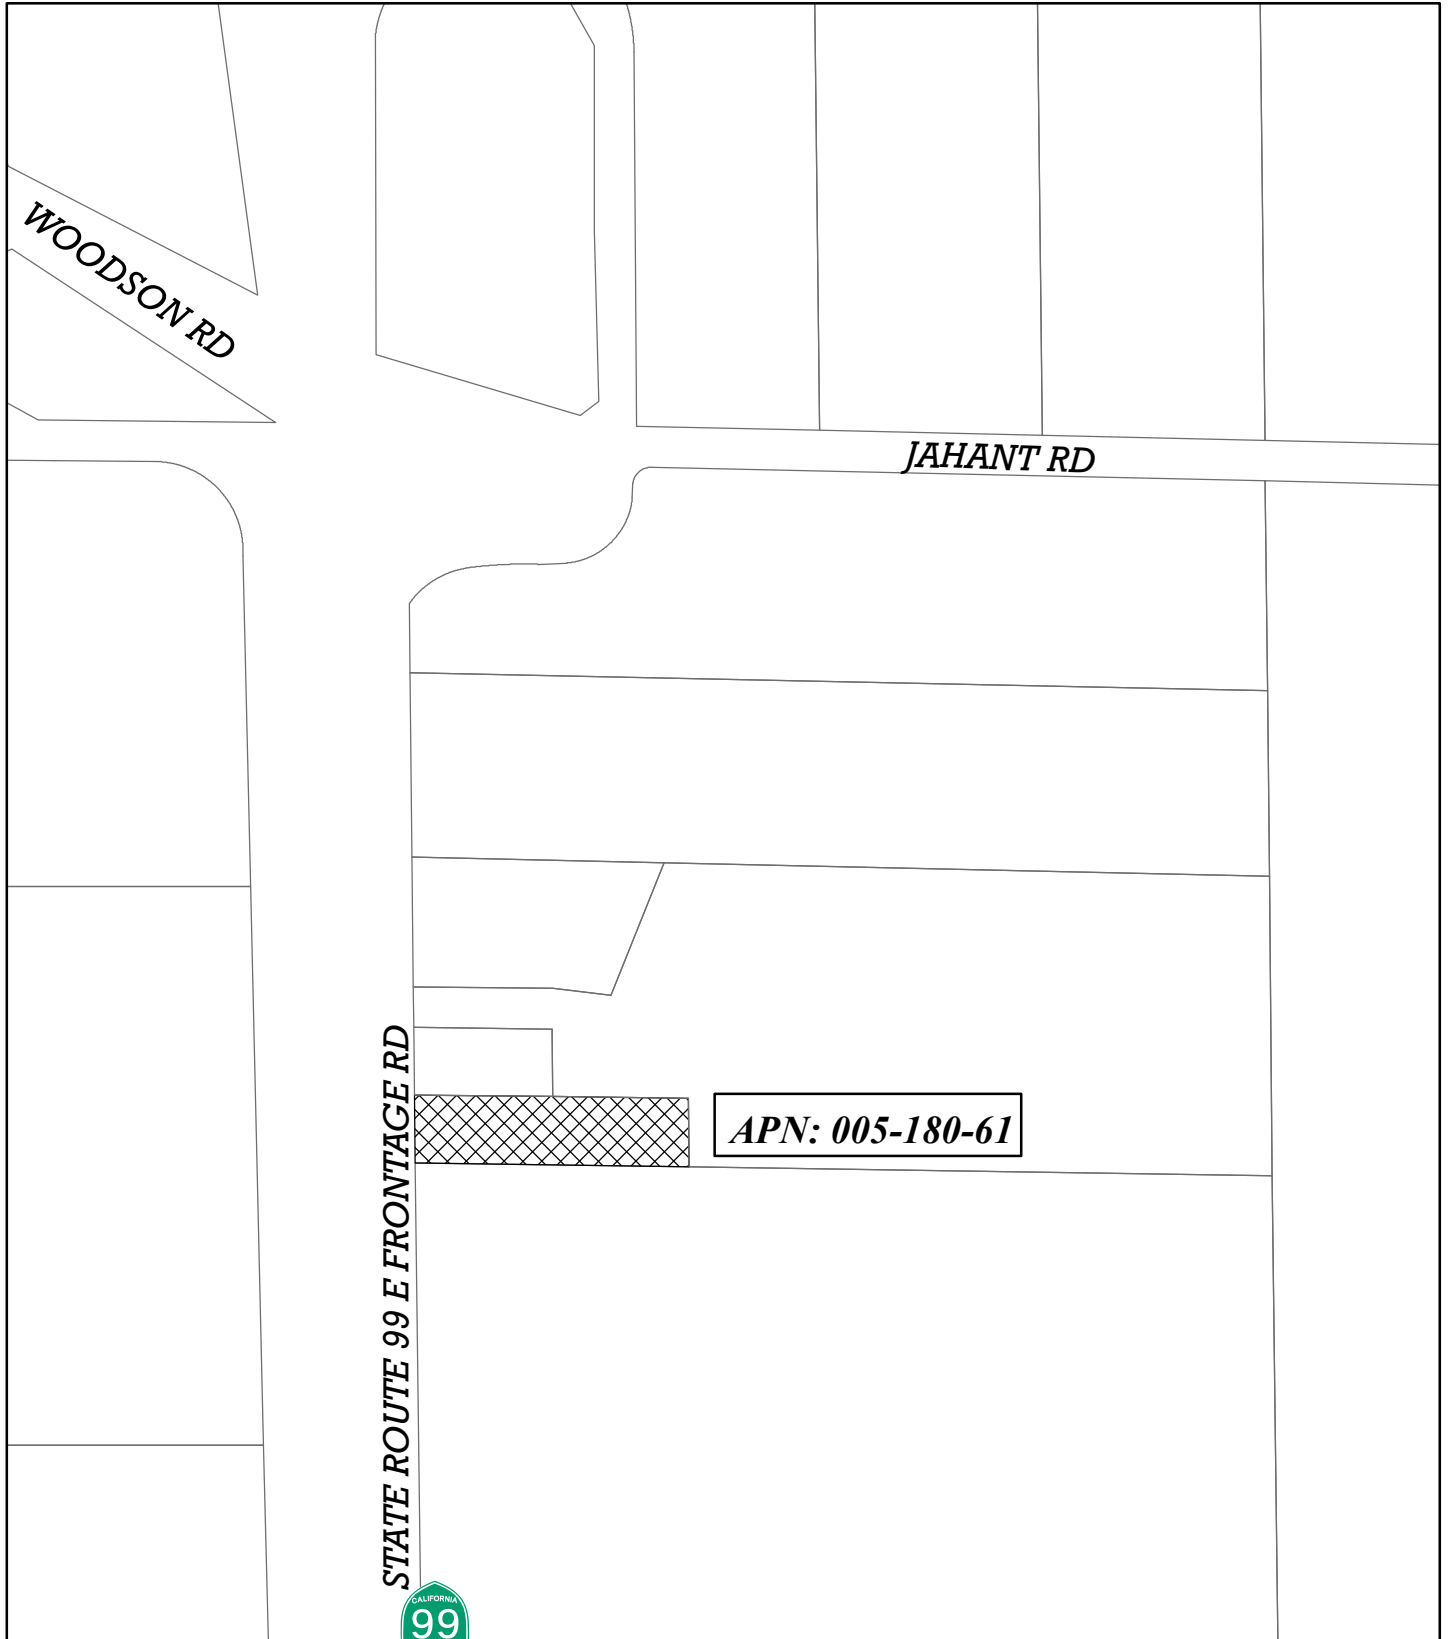 WOODSON RD
JAHANT RD
STATE ROUTE 99 E FRONTAGE RD
APN: 005-180-61
CALIFORNIA
99